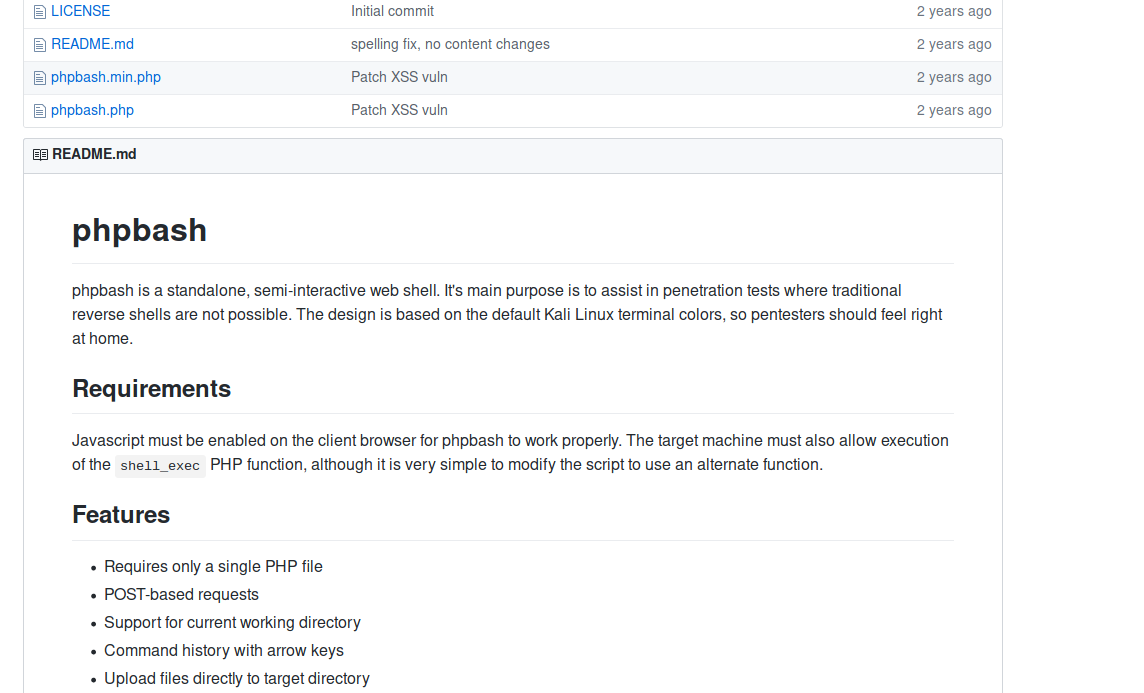 LICENSE Initial commit 2 years ago
README.md spelling fix, no content changes 2 years ago
phpbash.min.php Patch XSS vuln 2 years ago
phpbash.php Patch XSS vuln 2 years ago
README.md
phpbash
phpbash is a standalone, semi-interactive web shell. It's main purpose is to assist in penetration tests where traditional
reverse shells are not possible. The design is based on the default Kali Linux terminal colors, so pentesters should feel right
at home.
Requirements
Javascript must be enabled on the client browser for phpbash to work properly. The target machine must also allow execution
of the shell_exec PHP function, although it is very simple to modify the script to use an alternate function.
Features
• Requires only a single PHP file
• POST-based requests
• Support for current working directory
• Command history with arrow keys
• Upload files directly to target directory